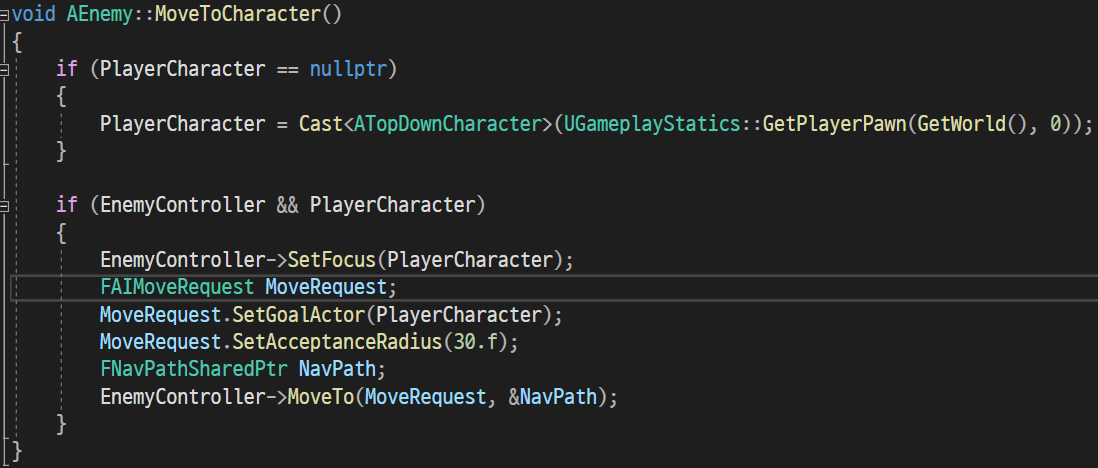 void AEnemy::MoveToCharacter()
{
    if (PlayerCharacter == nullptr)
    {
        PlayerCharacter = Cast<ATopDownCharacter>(UGameplayStatics::GetPlayerPawn(GetWorld(), 0));
    }

    if (EnemyController && PlayerCharacter)
    {
        EnemyController->SetFocus(PlayerCharacter);
        FAIMoveRequest MoveRequest;
        MoveRequest.SetGoalActor(PlayerCharacter);
        MoveRequest.SetAcceptanceRadius(30.f);
        FNavPathSharedPtr NavPath;
        EnemyController->MoveTo(MoveRequest, &NavPath);
    }
}